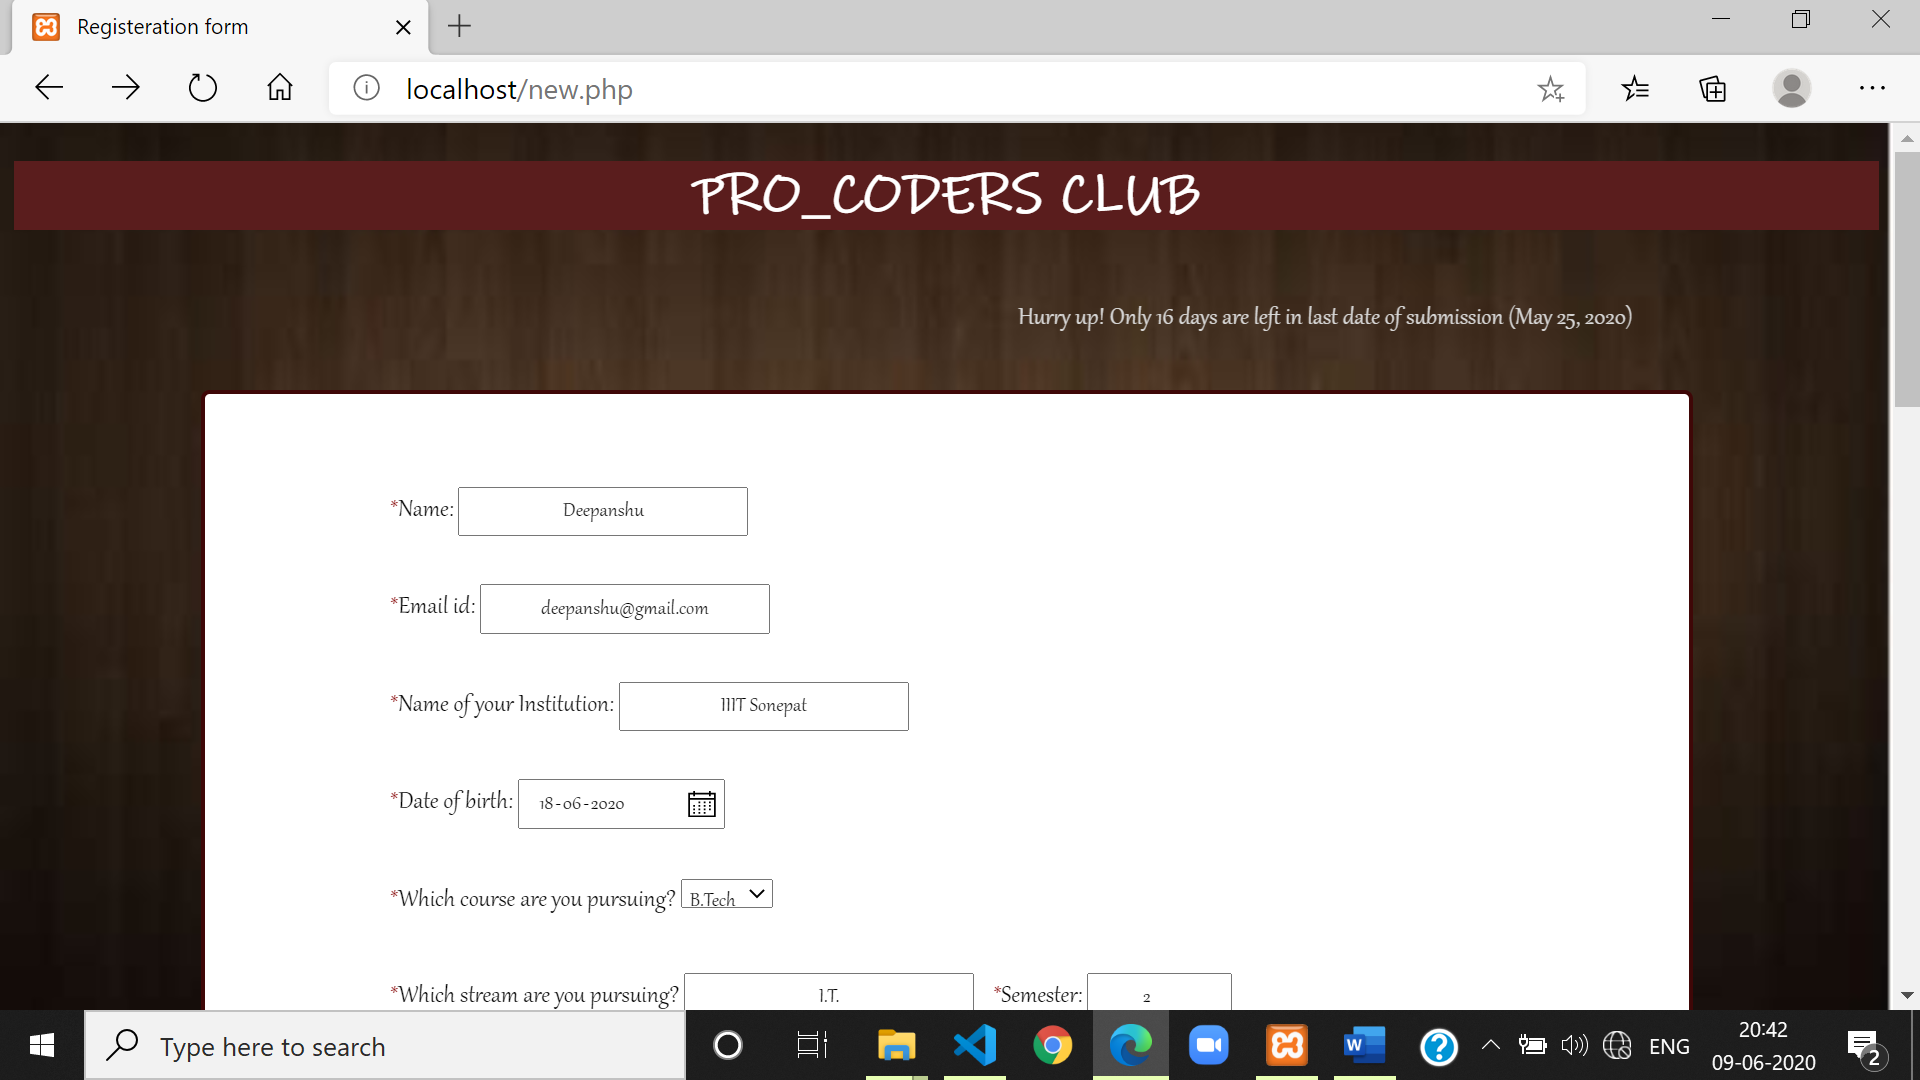 Registeration form
localhost/new.php
PRO_CODERS CLUB
Hurry up! Only 16 days are left in last date of submission (May 25, 2020)
*Name: Deepanshu
*Email id: deepanshu@gmail.com
*Name of your Institution: IIIT Sonepat
*Date of birth: 18-06-2020
*Which course are you pursuing? B.Tech
*Which stream are you pursuing? I.T. *Semester: 2
Type here to search
W
?
ENG
20:42
09-06-2020
2